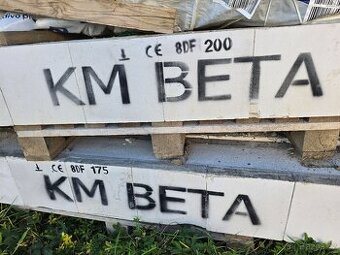 ⊥ CE 8DF 200
KM BETA
⊥ CE 8DF 175
KM BETA